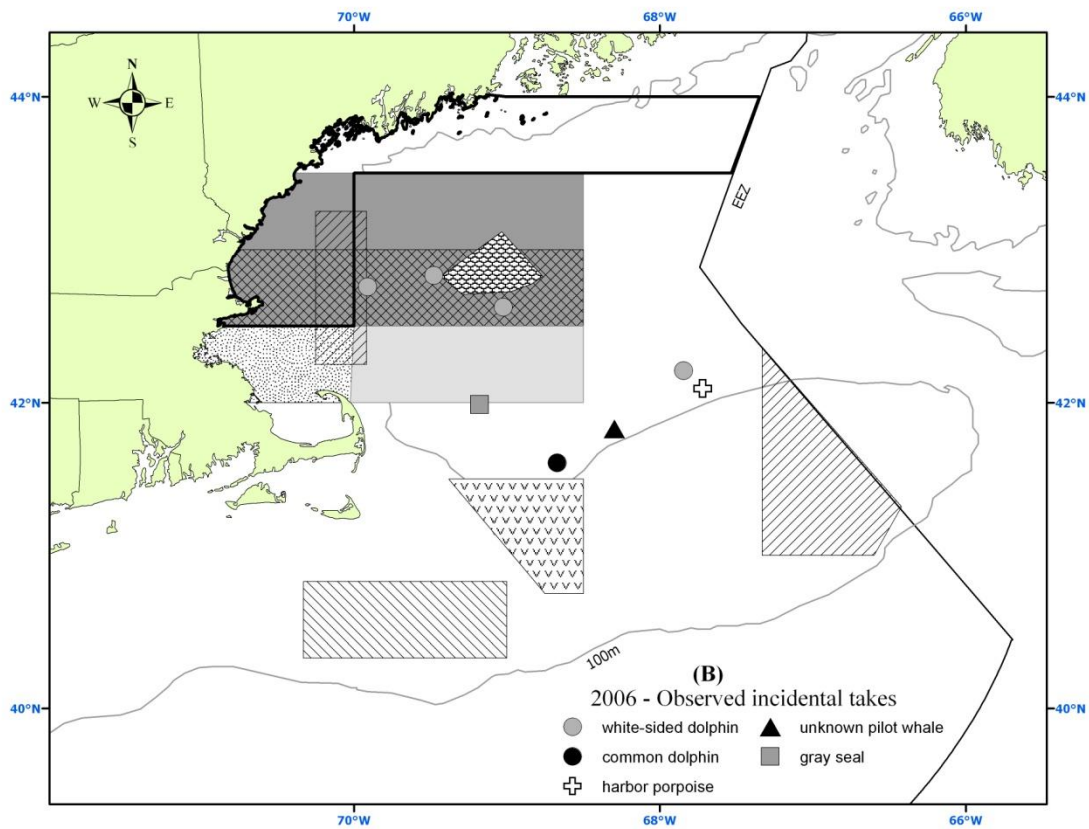 70°W 68°W 66°W
N
W E
S
44°N 44°N
EEZ
42°N 42°N
100m
(B)
2006 - Observed incidental takes
40°N 40°N
white-sided dolphin unknown pilot whale
common dolphin gray seal
harbor porpoise
70°W 68°W 66°W